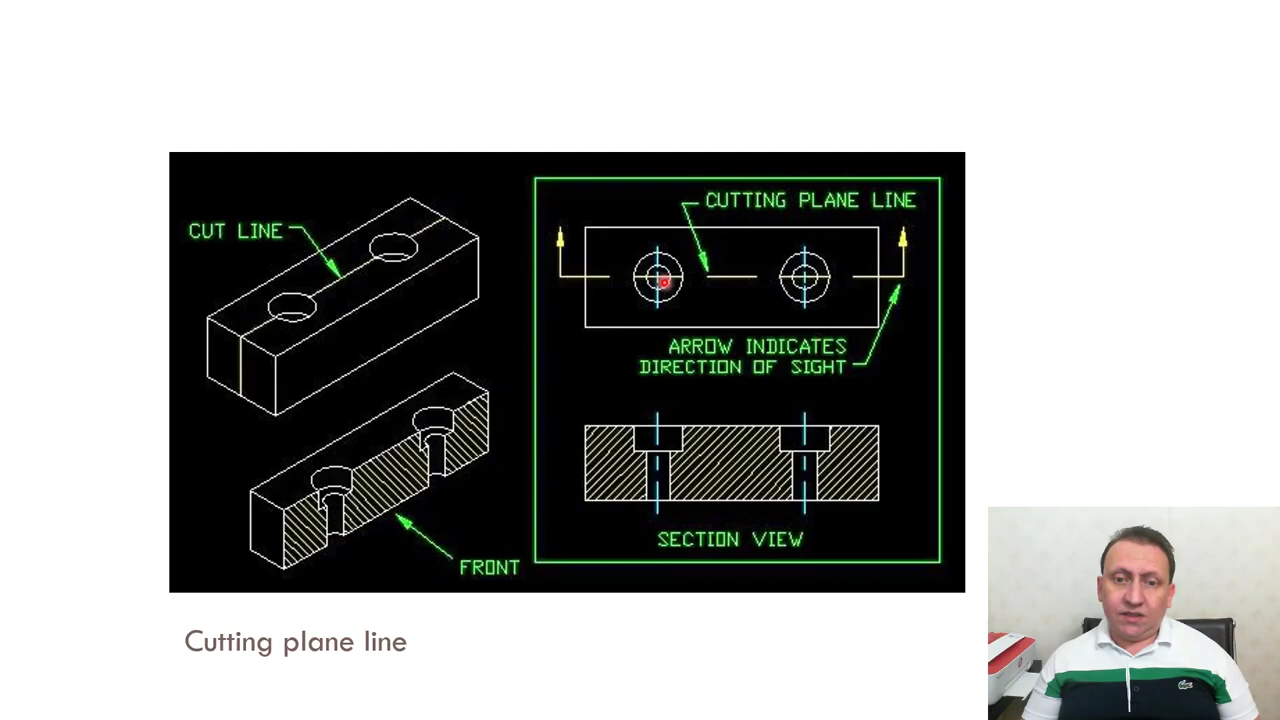 CUT LINE
CUTTING PLANE LINE
ARROW INDICATES
DIRECTION OF SIGHT
SECTION VIEW
FRONT
Cutting plane line